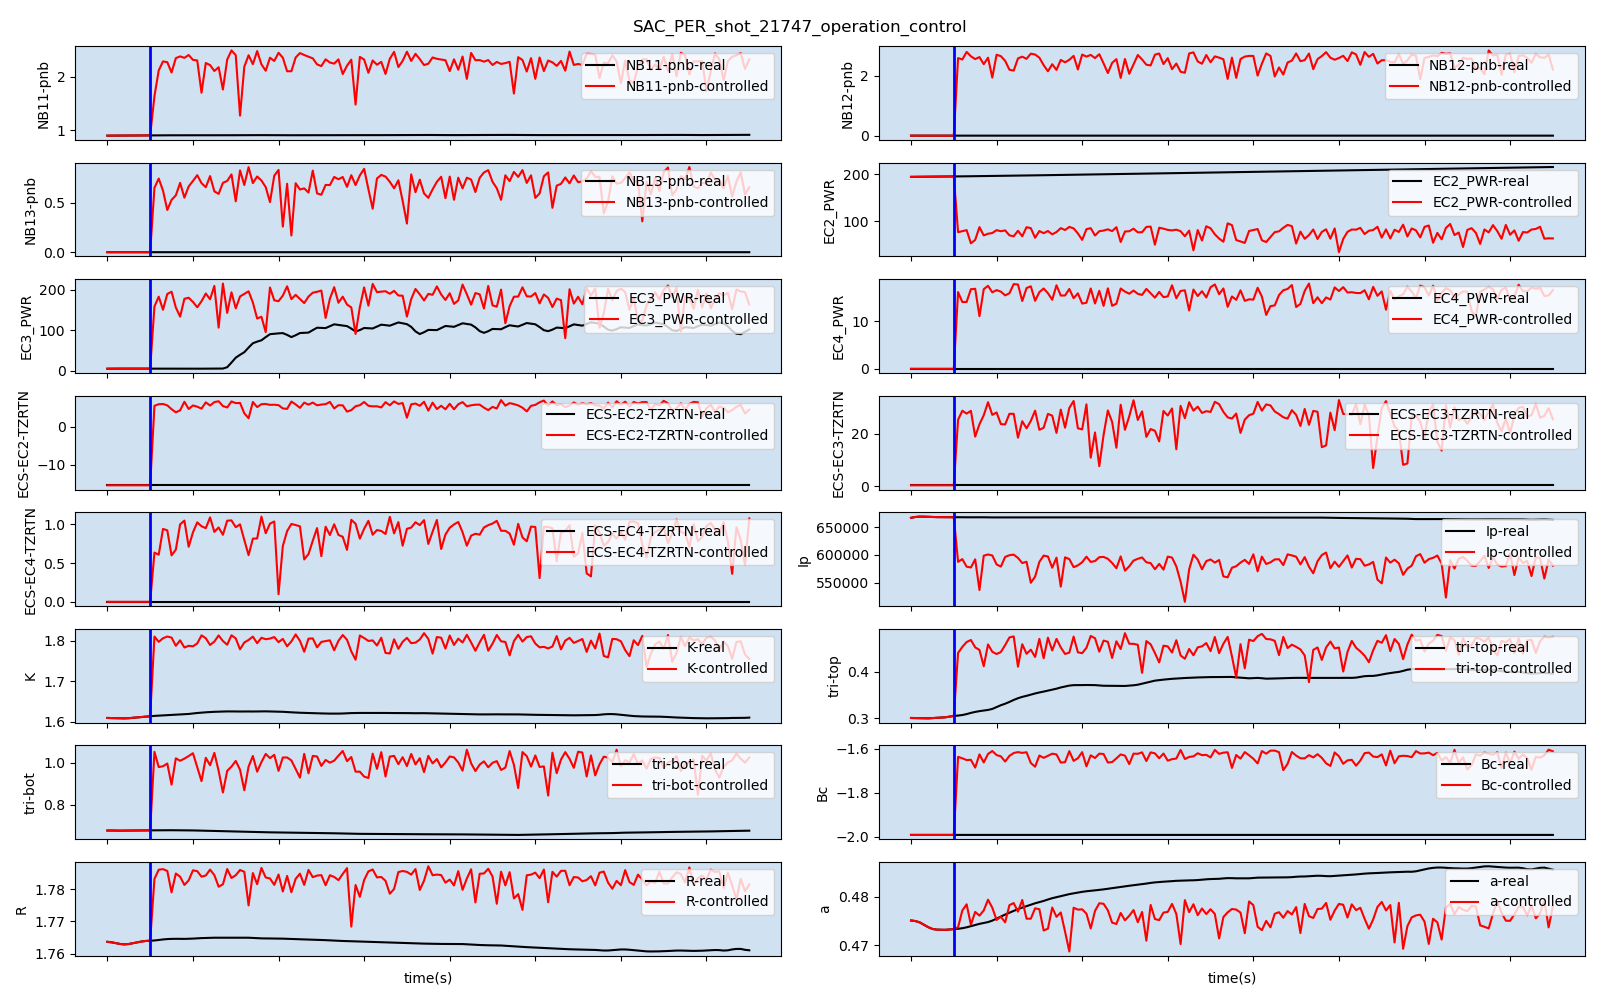 SAC_PER_shot_21747_operation_control
NB11-pnb
2
1
NB11-pnb-real
NB11-pnb-controlled
NB12-pnb
2
0
NB12-pnb-real
NB12-pnb-controlled
NB13-pnb
0.5
0.0
NB13-pnb-real
NB13-pnb-controlled
EC2_PWR
200
100
EC2_PWR-real
EC2_PWR-controlled
EC3_PWR
200
100
0
EC3_PWR-real
EC3_PWR-controlled
EC4_PWR
10
0
EC4_PWR-real
EC4_PWR-controlled
ECS-EC2-TZRTN
0
−10
ECS-EC2-TZRTN-real
ECS-EC2-TZRTN-controlled
ECS-EC3-TZRTN
20
0
ECS-EC3-TZRTN-real
ECS-EC3-TZRTN-controlled
ECS-EC4-TZRTN
1.0
0.5
0.0
ECS-EC4-TZRTN-real
ECS-EC4-TZRTN-controlled
Ip
650000
600000
550000
Ip-real
Ip-controlled
K
1.8
1.7
1.6
K-real
K-controlled
tri-top
0.4
0.3
tri-top-real
tri-top-controlled
tri-bot
1.0
0.8
tri-bot-real
tri-bot-controlled
Bc
−1.6
−1.8
−2.0
Bc-real
Bc-controlled
R
1.78
1.77
1.76
R-real
R-controlled
time(s)
a
0.48
0.47
a-real
a-controlled
time(s)